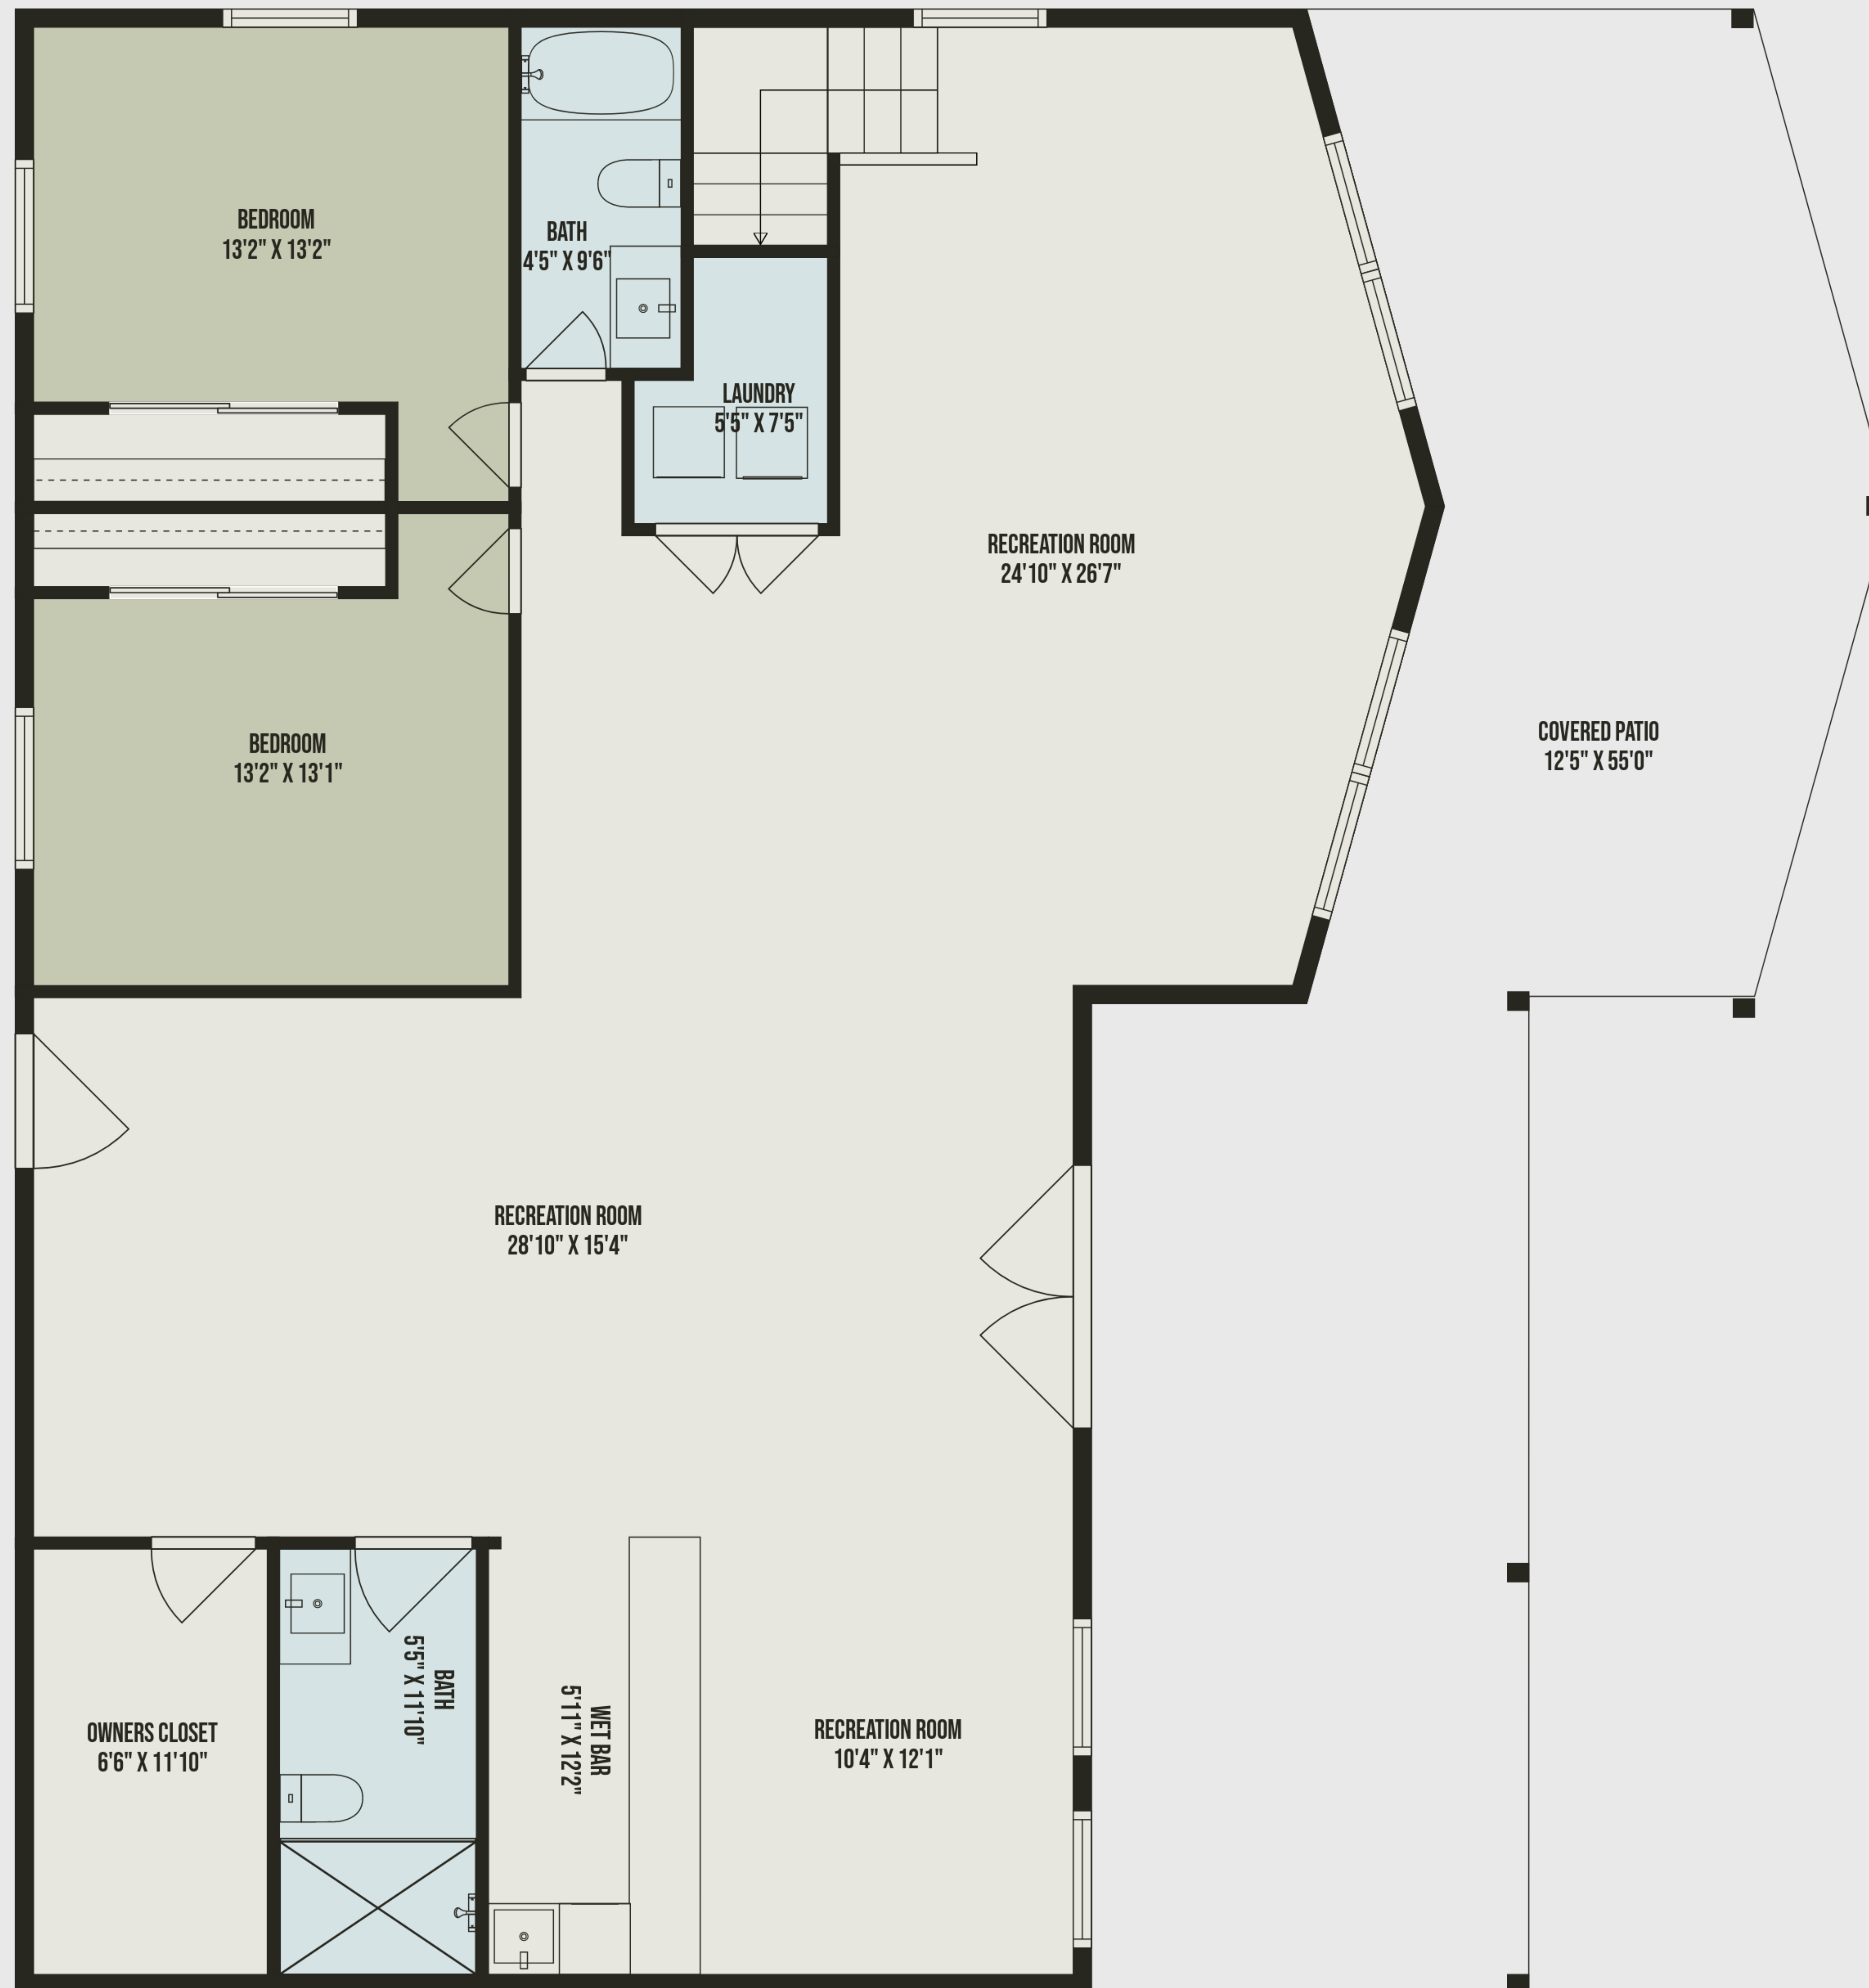 BEDROOM
13'2" X 13'2"
BATH
4'5" X 9'6"
LAUNDRY
5'5" X 7'5"
RECREATION ROOM
24'10" X 26'7"
BEDROOM
13'2" X 13'1"
COVERED PATIO
12'5" X 55'0"
RECREATION ROOM
28'10" X 15'4"
OWNERS CLOSET
6'6" X 11'10"
BATH
5'5" X 11'10"
WET BAR
5'11" X 12'2"
RECREATION ROOM
10'4" X 12'1"